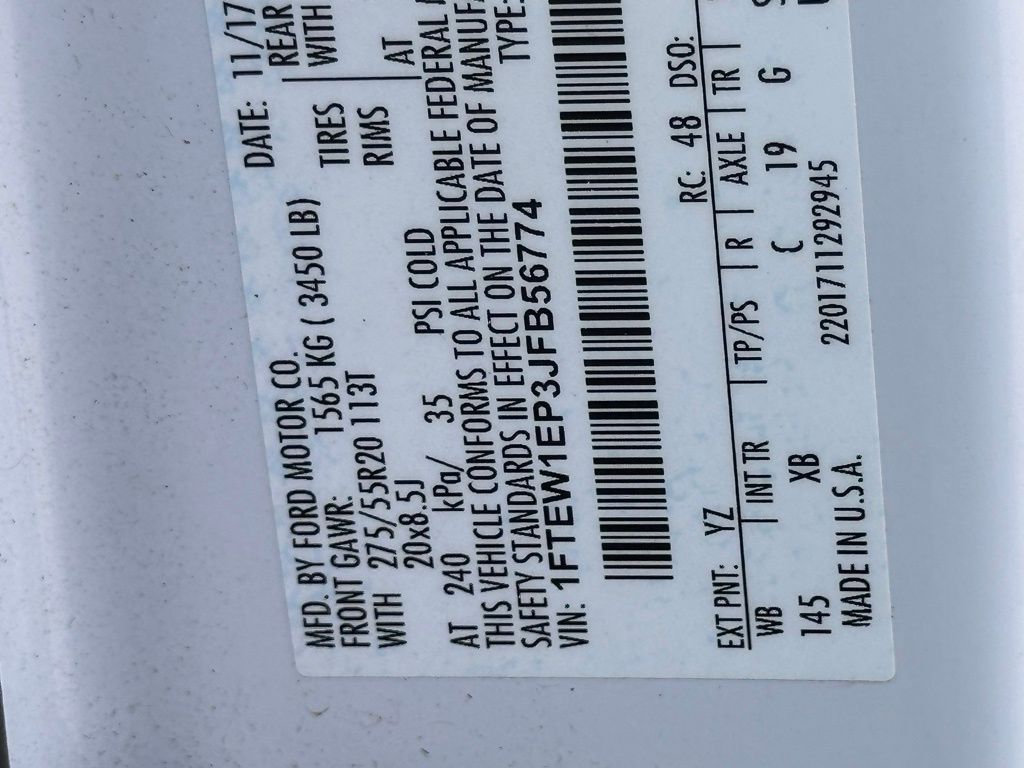 MFD. BY FORD MOTOR CO.
DATE: 11/17
FRONT GAWR: 1565 KG ( 3450 LB)
REAR
WITH 275/55R20 113T TIRES WITH
20x8.5J RIMS
AT 240 kPa/ 35 PSI COLD AT
THIS VEHICLE CONFORMS TO ALL APPLICABLE FEDERAL
SAFETY STANDARDS IN EFFECT ON THE DATE OF
VIN: 1FTEW1EP3JFB56774 TYPE:
EXT PNT: YZ RC: 48 DSO:
WB | INT TR | TP/PS | R | AXLE | TR |
145 XB C 19 G
MADE IN U.S.A. 2201711292945